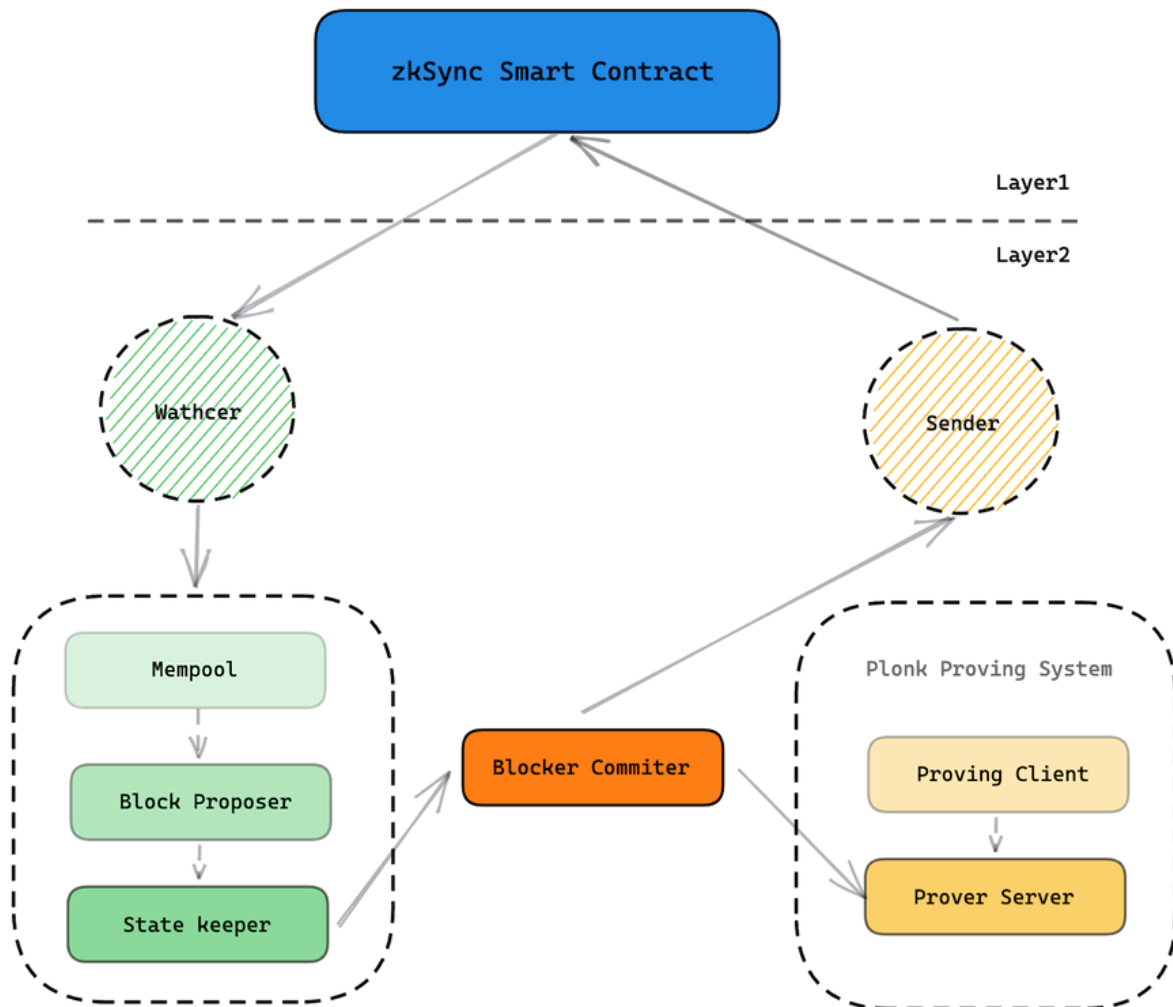 zkSync Smart Contract
Layer1
Layer2
Wathcer
Sender
Mempool
Block Proposer
State keeper
Blocker Commiter
Plonk Proving System
Proving Client
Prover Server